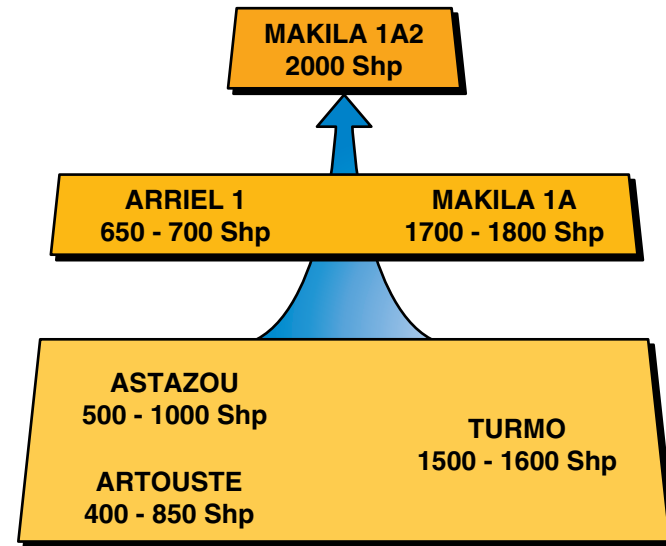 MAKILA 1A2
2000 Shp
ARRIEL 1
650 - 700 Shp
MAKILA 1A
1700 - 1800 Shp
ASTAZOU
500 - 1000 Shp
ARTOUSTE
400 - 850 Shp
TURMO
1500 - 1600 Shp